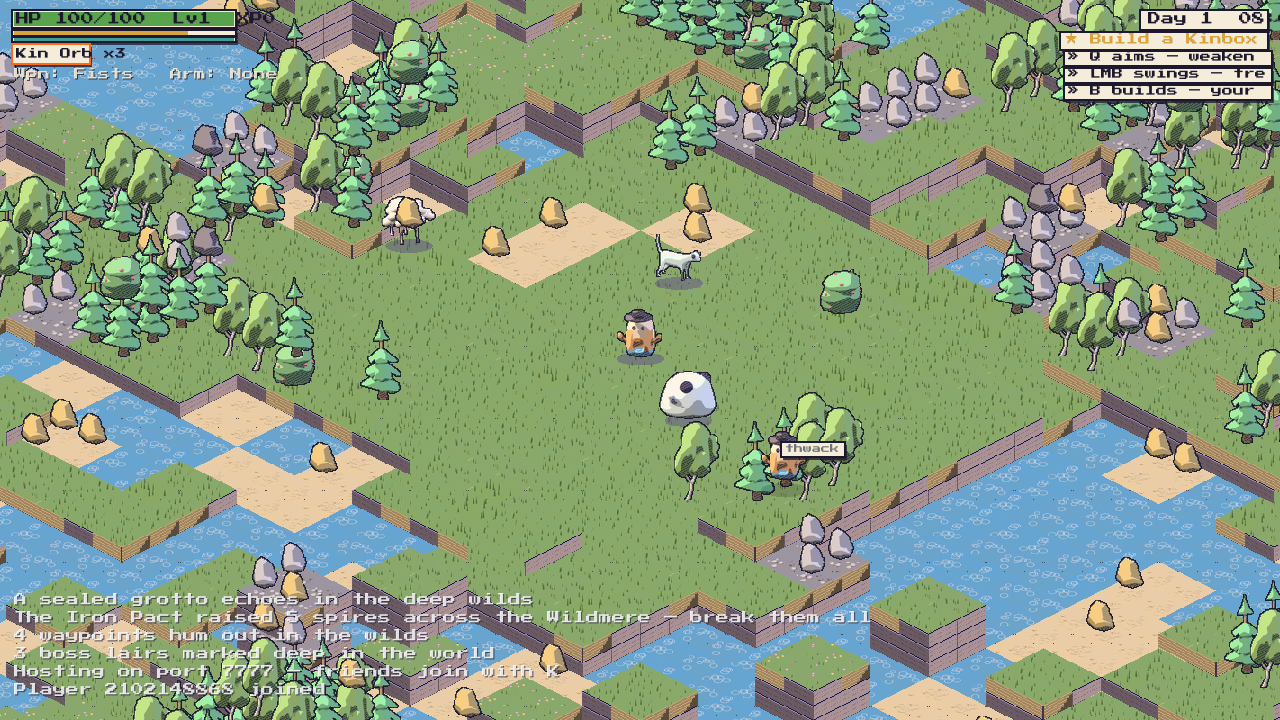 HP 100/100 Lv1 XP0
Kin Orb x3
Wpn: Fists Arm: None
Day 1 08
★ Build a Kinbox
» Q aims — weaken
» LMB swings — tre
» B builds — your
thwack
A sealed grotto echoes in the deep wilds
The Iron Pact raised 5 spires across the Wildmere — break them all
4 waypoints hum out in the wilds
3 boss lairs marked deep in the world
Hosting on port 7777 — friends join with K
Player 2102148868 joined